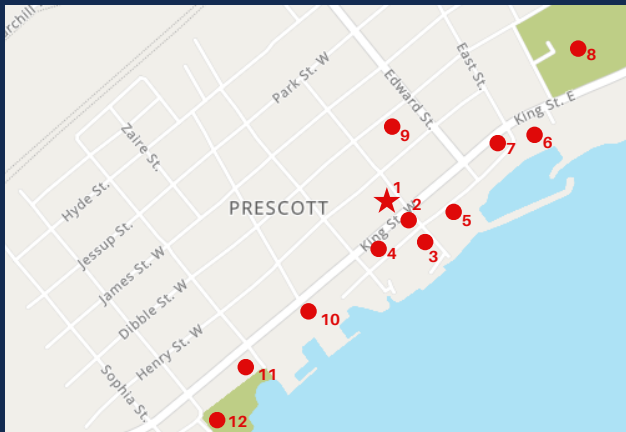 Park St. W
Edward St.
East St.
8
King St. E
6
7
9
Zaire St.
1
Hyde St.
PRESCOTT
2
King St. W
5
Jessup St.
4
3
James St. W
Dibble St. W
10
Henry St. W
11
Sophia St.
12